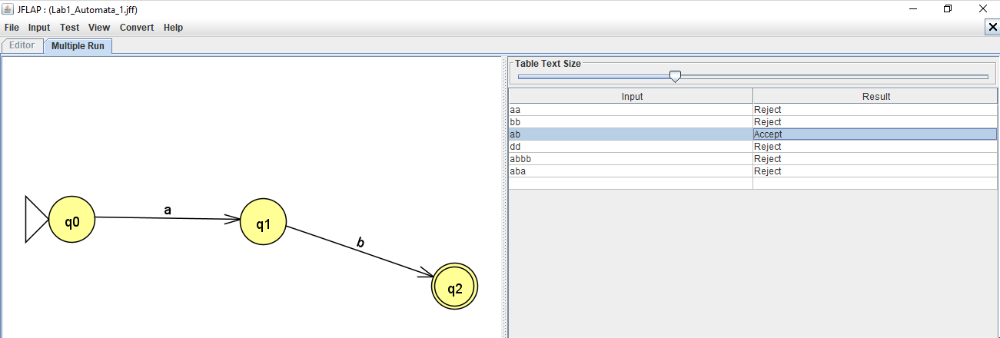 JFLAP : (Lab1_Automata_1.jff)
File Input Test View Convert Help
Editor Multiple Run
Table Text Size
Input Result
aa Reject
bb Reject
ab Accept
dd Reject
abbb Reject
aba Reject
q0
a
q1
b
q2